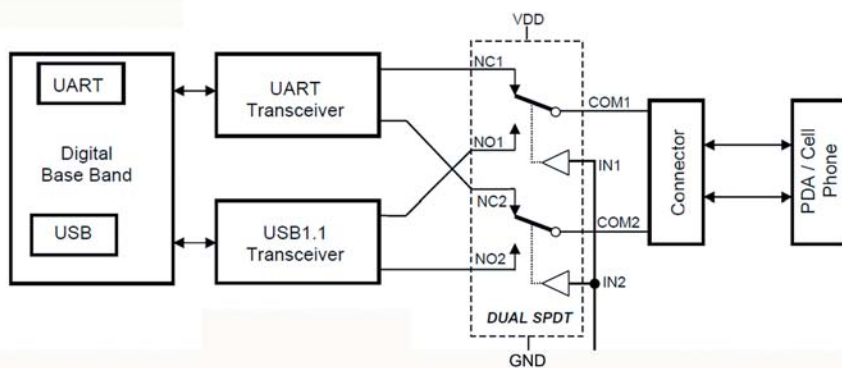 VDD
UART
Digital
Base Band
USB
UART
Transceiver
USB1.1
Transceiver
NC1
NO1
NC2
NO2
COM1
IN1
COM2
IN2
DUAL SPDT
GND
Connector
PDA / Cell
Phone